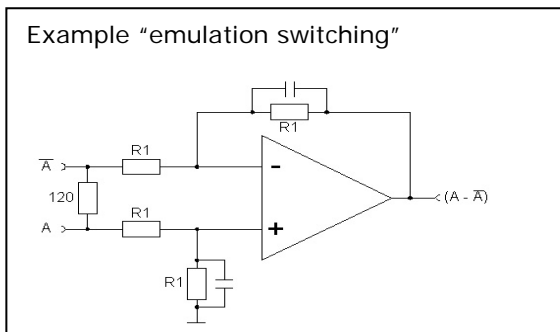 Example “emulation switching”
R1
A̅
R1
-
120
(A - A̅)
A
R1
+
R1